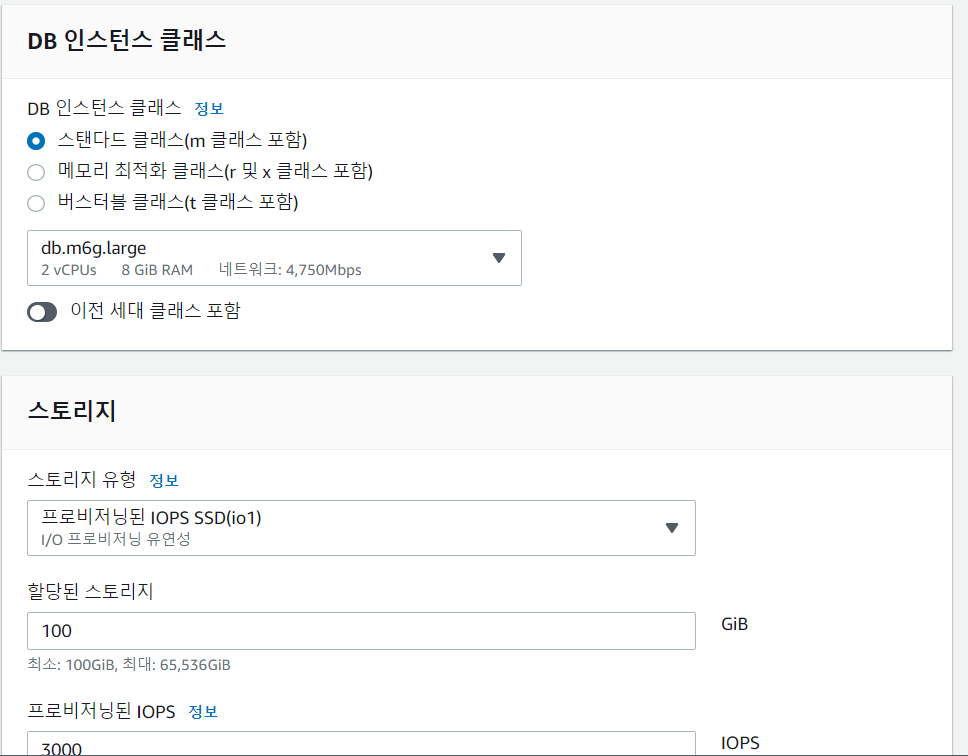 DB 인스턴스 클래스
DB 인스턴스 클래스 정보
스탠다드 클래스(m 클래스 포함)
메모리 최적화 클래스(r 및 x 클래스 포함)
버스터블 클래스(t 클래스 포함)
db.m6g.large
2 vCPUs 8 GiB RAM 네트워크: 4,750Mbps
이전 세대 클래스 포함
스토리지
스토리지 유형 정보
프로비저닝된 IOPS SSD(io1)
I/O 프로비저닝 유연성
할당된 스토리지
100 GiB
최소: 100GiB, 최대: 65,536GiB
프로비저닝된 IOPS 정보
3000 IOPS